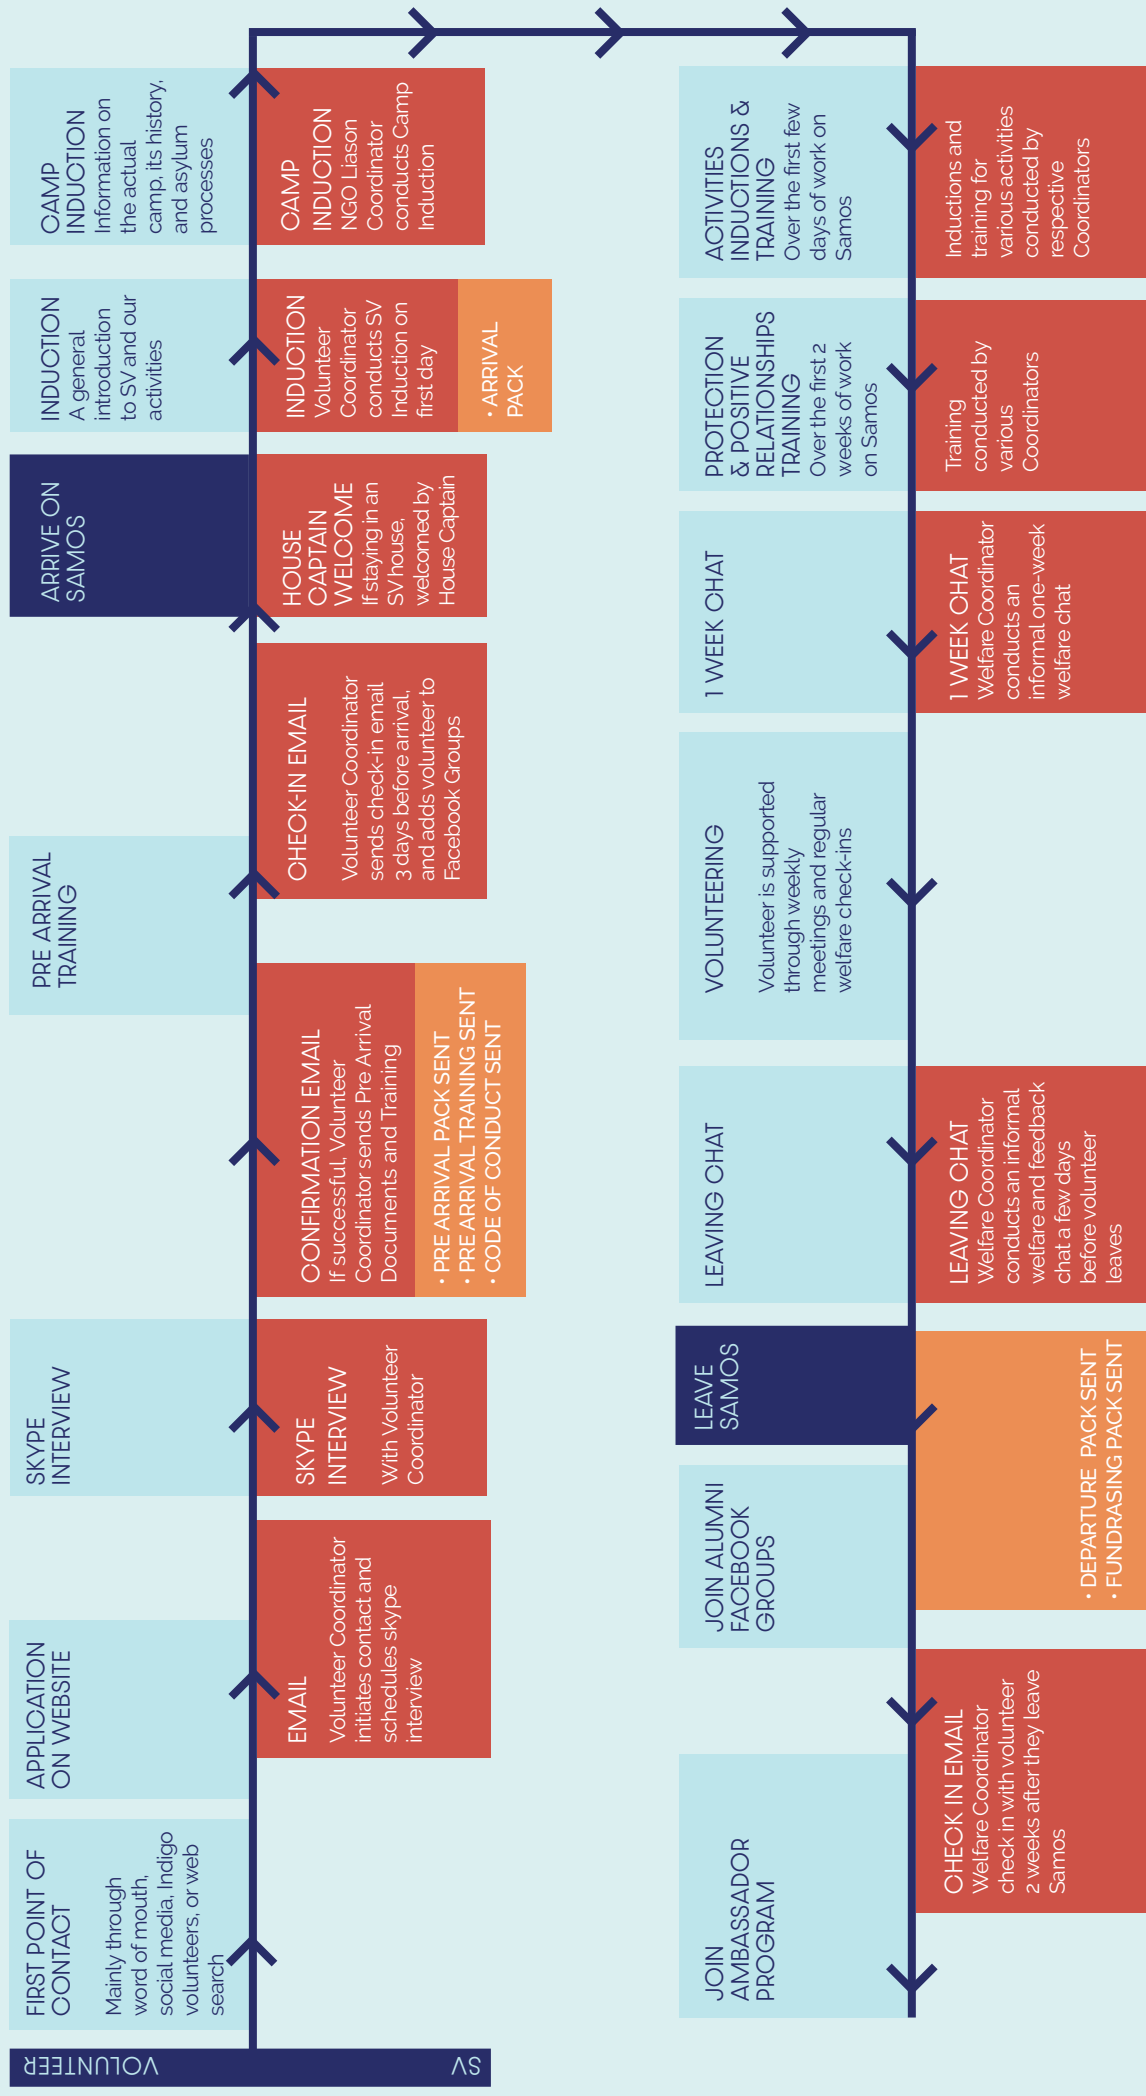 VOLUNTEER
SV
FIRST POINT OF
CONTACT
Mainly through
word of mouth,
social media, Indigo
volunteers, or web
search
APPLICATION
ON WEBSITE
EMAIL
Volunteer Coordinator
initiates contact and
schedules skype
interview
SKYPE
INTERVIEW
SKYPE
INTERVIEW
With Volunteer
Coordinator
CONFIRMATION EMAIL
If successful, Volunteer
Coordinator sends Pre Arrival
Documents and Training
• PRE ARRIVAL PACK SENT
• PRE ARRIVAL TRAINING SENT
• CODE OF CONDUCT SENT
PRE ARRIVAL
TRAINING
CHECK-IN EMAIL
Volunteer Coordinator
sends check-in email
3 days before arrival,
and adds volunteer to
Facebook Groups
ARRIVE ON
SAMOS
HOUSE
CAPTAIN
WELCOME
If staying in an
SV house,
welcomed by
House Captain
INDUCTION
A general
introduction
to SV and our
activities
INDUCTION
Volunteer
Coordinator
conducts SV
Induction on
first day
• ARRIVAL
PACK
CAMP
INDUCTION
Information on
the actual
camp, its history,
and asylum
processes
CAMP
INDUCTION
NGO Liason
Coordinator
conducts Camp
Induction
ACTIVITIES
INDUCTIONS &
TRAINING
Over the first few
days of work on
Samos
Inductions and
training for
various activities
conducted by
respective
Coordinators
PROTECTION
& POSITIVE
RELATIONSHIPS
TRAINING
Over the first 2
weeks of work
on Samos
Training
conducted by
various
Coordinators
1 WEEK CHAT
1 WEEK CHAT
Welfare Coordinator
conducts an
informal one-week
welfare chat
VOLUNTEERING
Volunteer is supported
through weekly
meetings and regular
welfare check-ins
LEAVING CHAT
LEAVING CHAT
Welfare Coordinator
conducts an informal
welfare and feedback
chat a few days
before volunteer
leaves
LEAVE
SAMOS
• DEPARTURE PACK SENT
• FUNDRASING PACK SENT
JOIN ALUMNI
FACEBOOK
GROUPS
CHECK IN EMAIL
Welfare Coordinator
check in with volunteer
2 weeks after they leave
Samos
JOIN
AMBASSADOR
PROGRAM